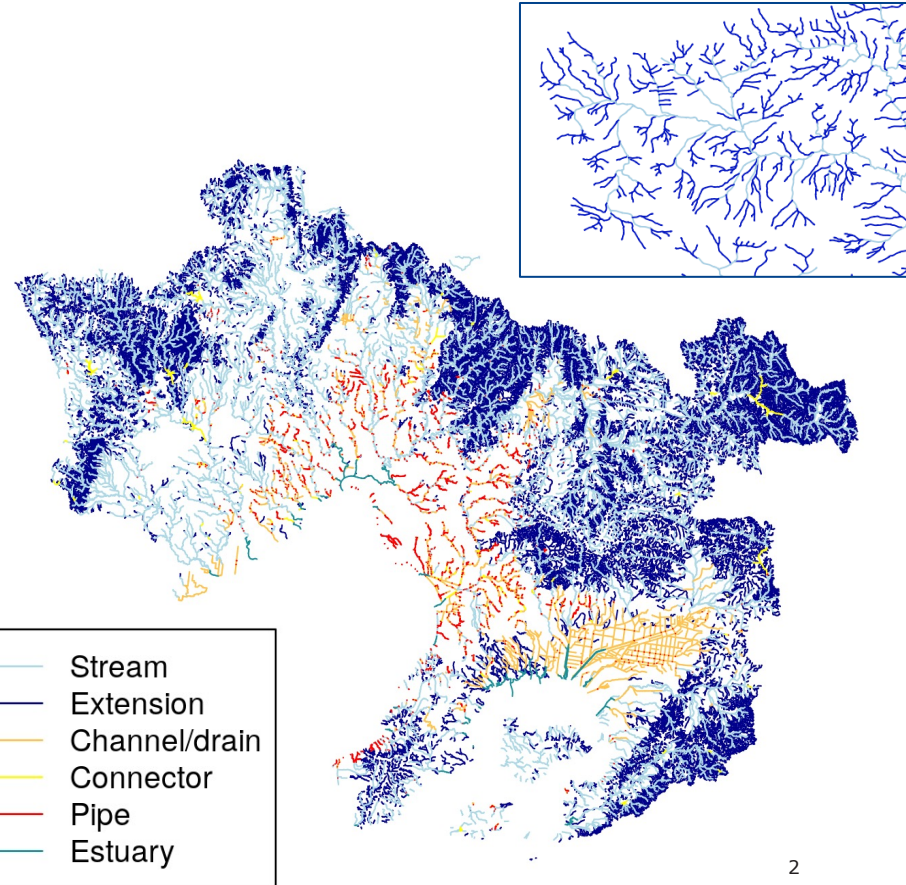 Stream
Extension
Channel/drain
Connector
Pipe
Estuary
2